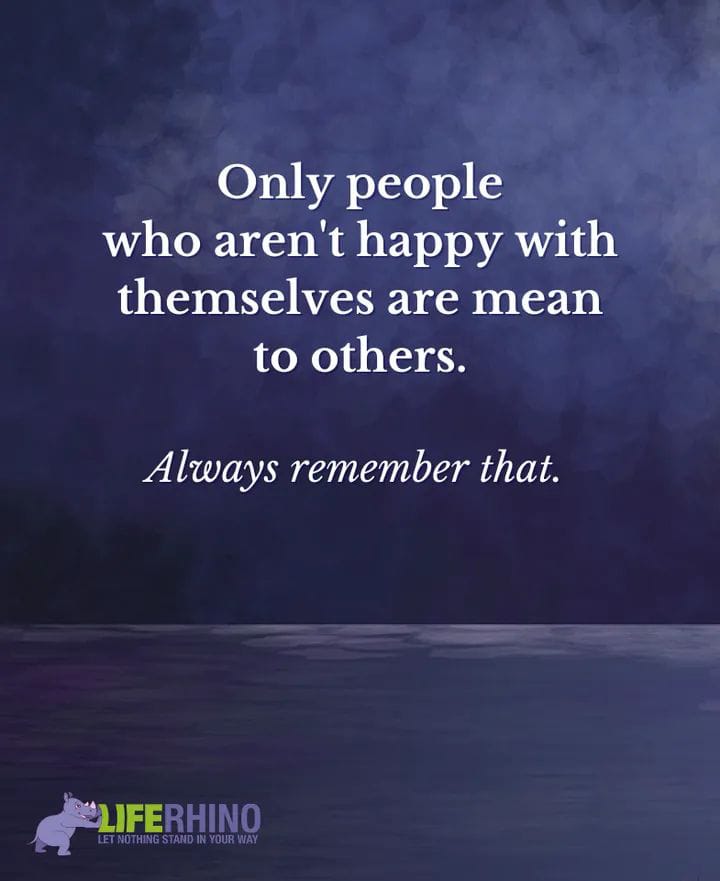 Only people
who aren't happy with
themselves are mean
to others.
Always remember that.
LIFERHINO
LET NOTHING STAND IN YOUR WAY